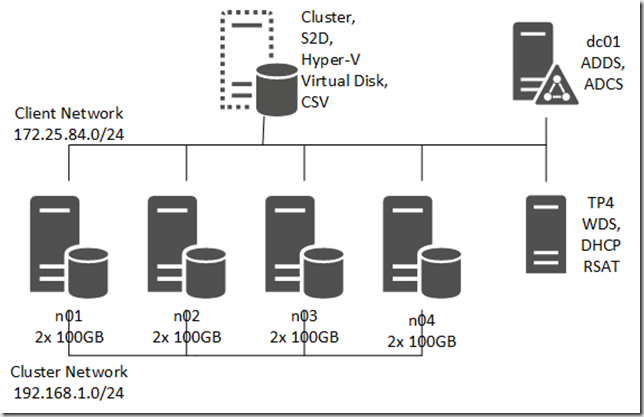 Cluster,
S2D,
Hyper-V
Virtual Disk,
CSV
dc01
ADDS,
ADCS
Client Network
172.25.84.0/24
n01
2x 100GB
n02
2x 100GB
n03
2x 100GB
n04
2x 100GB
TP4
WDS,
DHCP
RSAT
Cluster Network
192.168.1.0/24